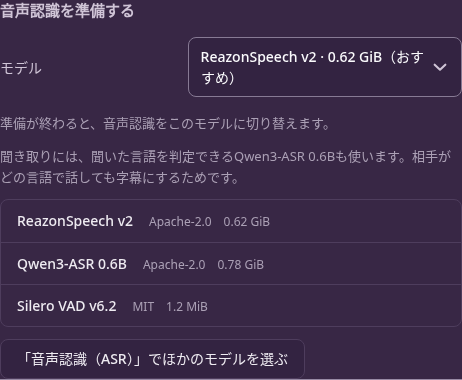 音声認識を準備する
モデル
ReazonSpeech v2 · 0.62 GiB（おす
すめ）
準備が終わると、音声認識をこのモデルに切り替えます。
聞き取りには、聞いた言語を判定できるQwen3-ASR 0.6Bも使います。相手が
どの言語で話しても字幕にするためです。
ReazonSpeech v2 Apache-2.0 0.62 GiB
Qwen3-ASR 0.6B Apache-2.0 0.78 GiB
Silero VAD v6.2 MIT 1.2 MiB
「音声認識（ASR）」でほかのモデルを選ぶ